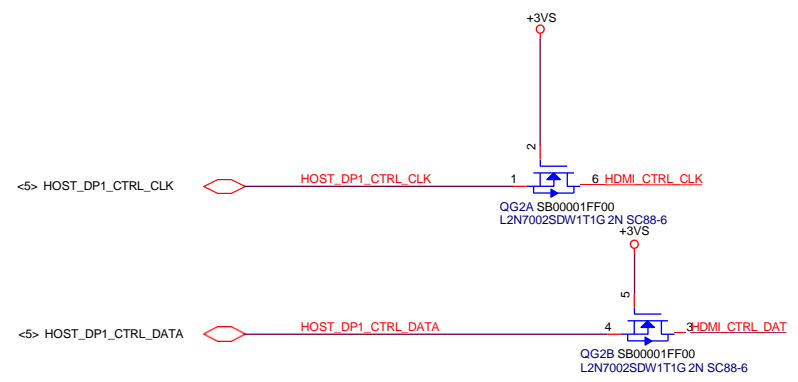 +3VS
2
<5> HOST_DP1_CTRL_CLK
HOST_DP1_CTRL_CLK
1
6
HDMI_CTRL_CLK
QG2A SB00001FF00
L2N7002SDW1T1G 2N SC88-6
+3VS
5
<5> HOST_DP1_CTRL_DATA
HOST_DP1_CTRL_DATA
4
3
HDMI_CTRL_DAT
QG2B SB00001FF00
L2N7002SDW1T1G 2N SC88-6